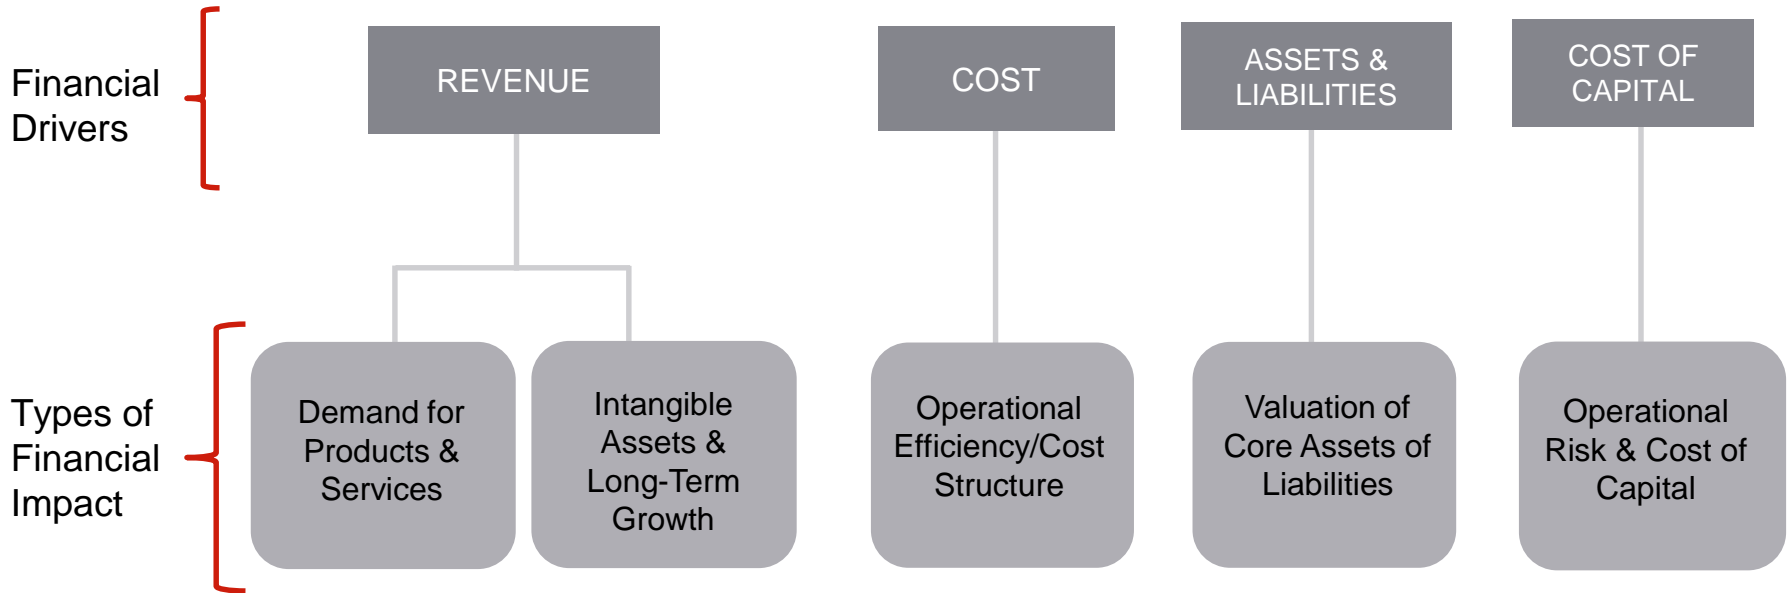 Financial
Drivers
REVENUE
COST
ASSETS &
LIABILITIES
COST OF
CAPITAL
Types of
Financial
Impact
Demand for
Products &
Services
Intangible
Assets &
Long-Term
Growth
Operational
Efficiency/Cost
Structure
Valuation of
Core Assets of
Liabilities
Operational
Risk & Cost of
Capital